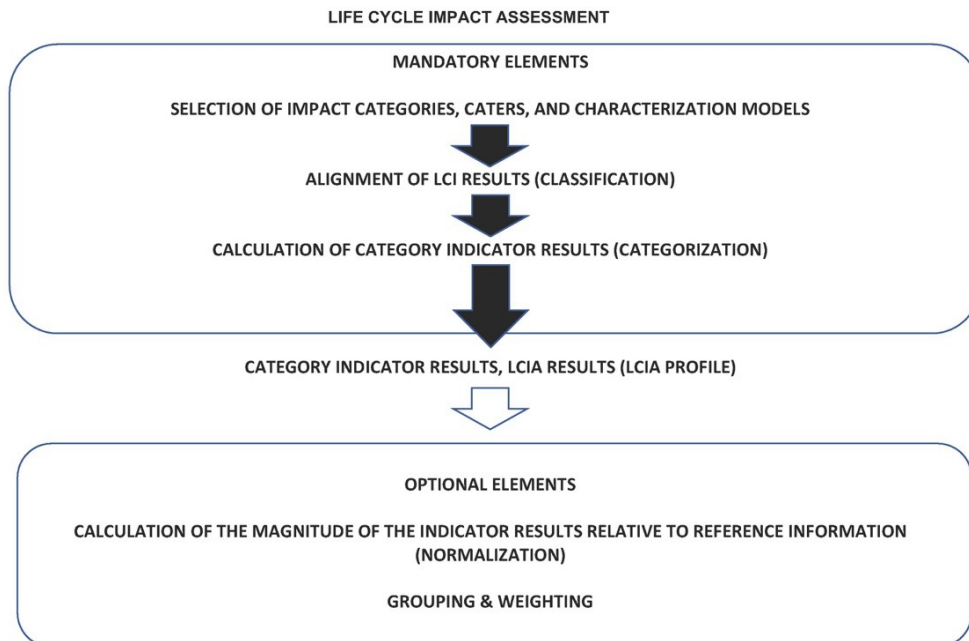 LIFE CYCLE IMPACT ASSESSMENT
MANDATORY ELEMENTS
SELECTION OF IMPACT CATEGORIES, CATERS, AND CHARACTERIZATION MODELS
ALIGNMENT OF LCI RESULTS (CLASSIFICATION)
CALCULATION OF CATEGORY INDICATOR RESULTS (CATEGORIZATION)
CATEGORY INDICATOR RESULTS, LCIA RESULTS (LCIA PROFILE)
OPTIONAL ELEMENTS
CALCULATION OF THE MAGNITUDE OF THE INDICATOR RESULTS RELATIVE TO REFERENCE INFORMATION
(NORMALIZATION)
GROUPING & WEIGHTING